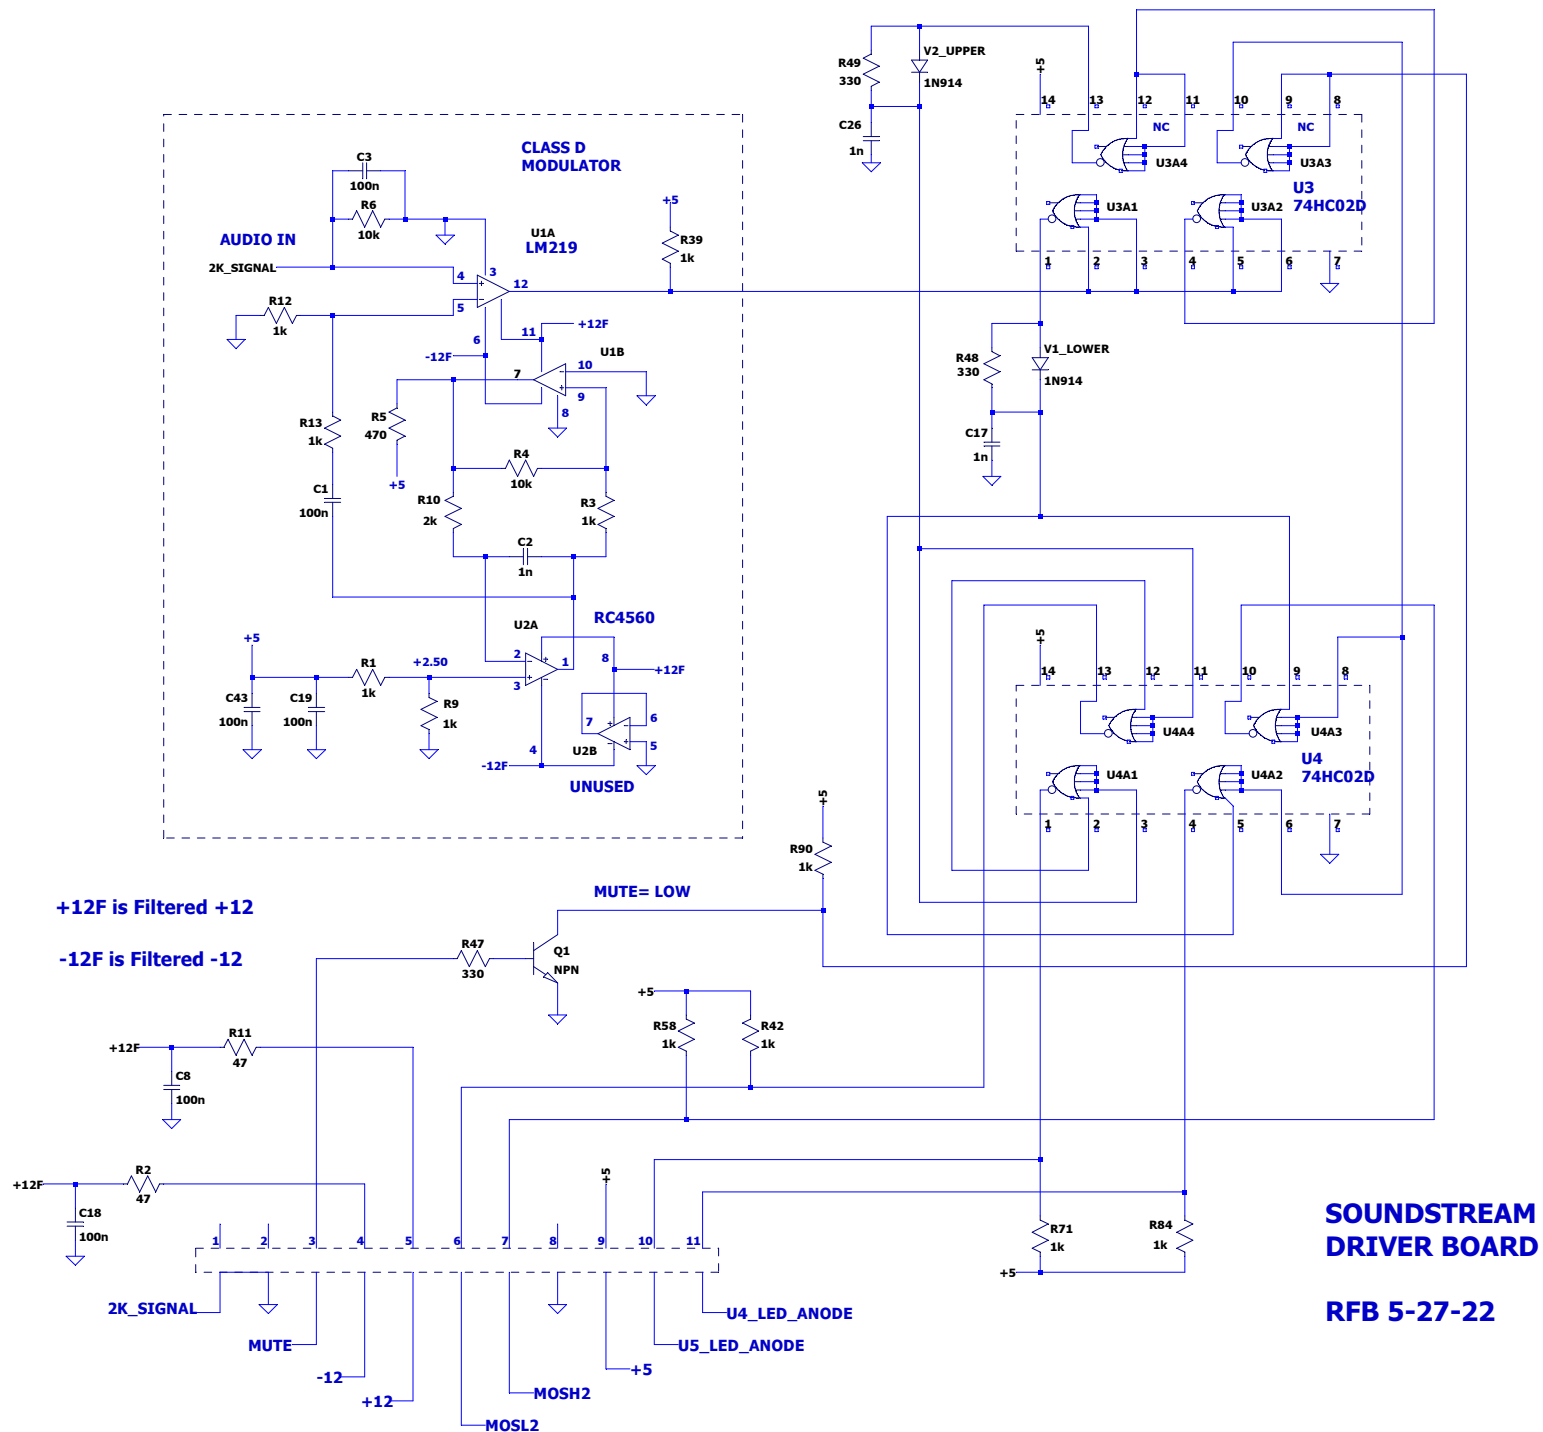 R49
330
V2_UPPER
1N914
C26
1n
+5
14
13
12
11
10
9
8
NC
NC
U3A4
U3A3
U3
74HC02D
U3A1
U3A2
1
2
3
4
5
6
7
CLASS D
MODULATOR
C3
100n
R6
10k
AUDIO IN
2K_SIGNAL
U1A
LM219
3
4
5
12
+5
R39
1k
R12
1k
6
11
+12F
-12F
U1B
7
10
9
8
R5
470
+5
R13
1k
R4
10k
C1
100n
R10
2k
R3
1k
C2
1n
RC4560
U2A
+5
R1
1k
+2.50
2
3
1
8
+12F
C43
100n
C19
100n
R9
1k
7
6
5
U2B
4
-12F
UNUSED
R48
330
V1_LOWER
1N914
C17
1n
+5
14
13
12
11
10
9
8
U4A4
U4A3
U4
74HC02D
U4A1
U4A2
1
2
3
4
5
6
7
+5
R90
1k
MUTE= LOW
+12F is Filtered +12
-12F is Filtered -12
R47
330
Q1
NPN
+5
R58
1k
R42
1k
+12F
R11
47
C8
100n
+12F
R2
47
C18
100n
+5
1
2
3
4
5
6
7
8
9
10
11
R71
1k
R84
1k
+5
2K_SIGNAL
MUTE
-12
+12
MOSL2
MOSH2
+5
U5_LED_ANODE
U4_LED_ANODE
SOUNDSTREAM
DRIVER BOARD
RFB 5-27-22